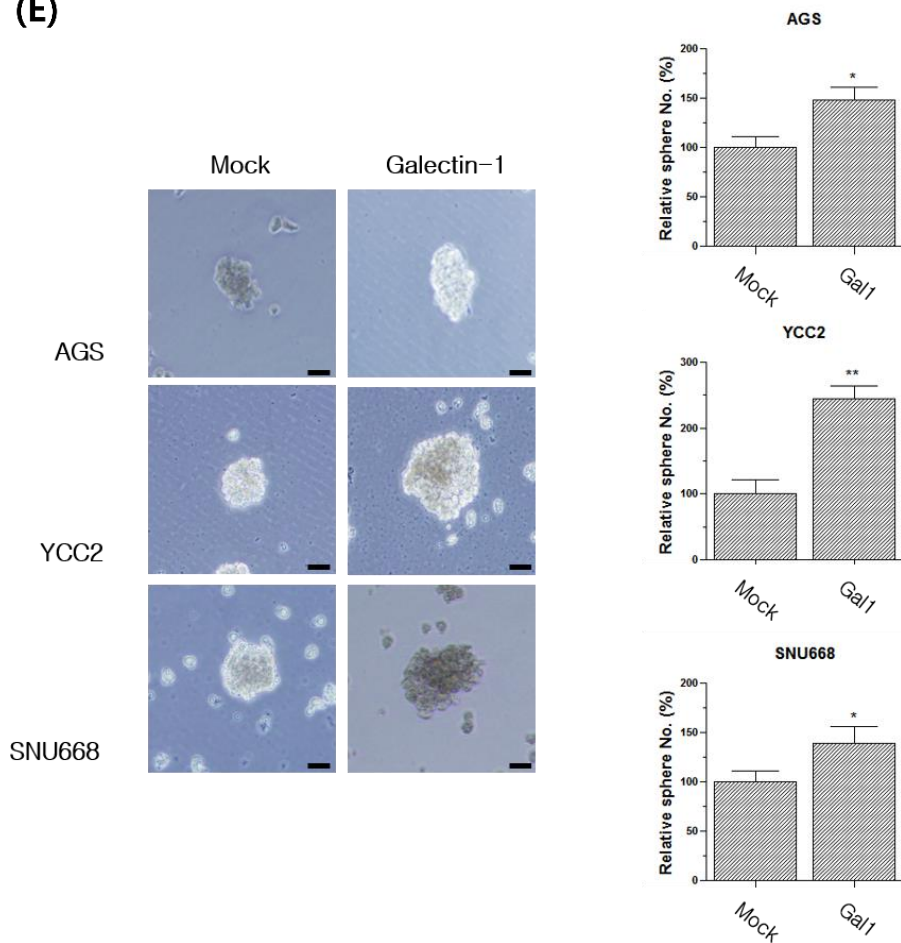 (E)
Mock Galectin-1
AGS
YCC2
SNU668
AGS
Relative sphere No. (%)
200
150
100
50
0
*
Mock Gal1
YCC2
Relative sphere No. (%)
300
200
100
0
**
Mock Gal1
SNU668
Relative sphere No. (%)
200
150
100
50
0
*
Mock Gal1